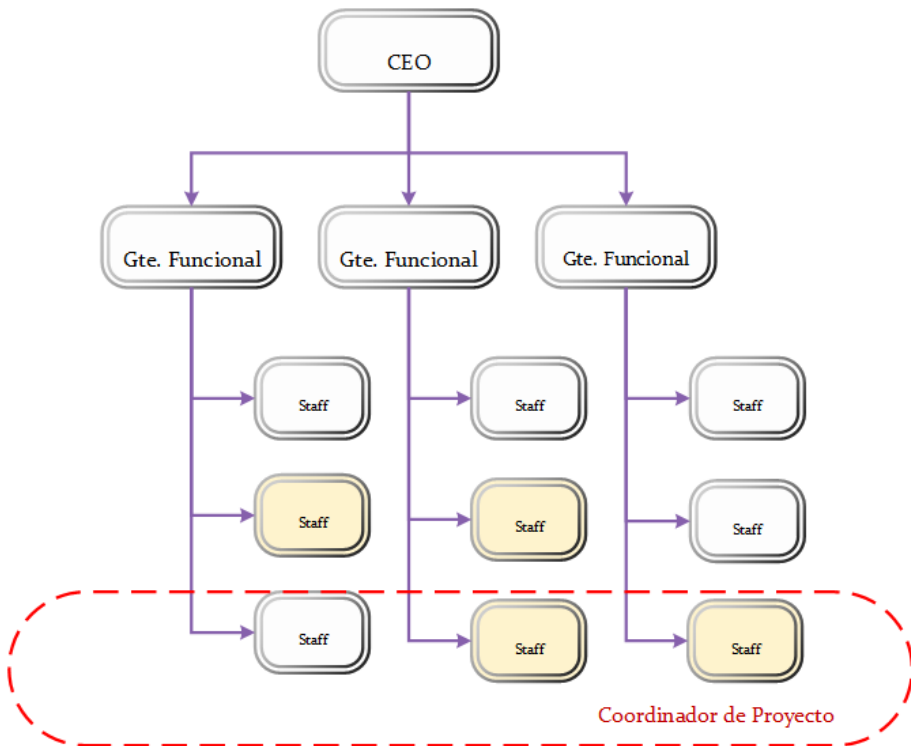 CEO
Gte. Funcional
Gte. Funcional
Gte. Funcional
Staff
Staff
Staff
Staff
Staff
Staff
Staff
Staff
Staff
Coordinador de Proyecto